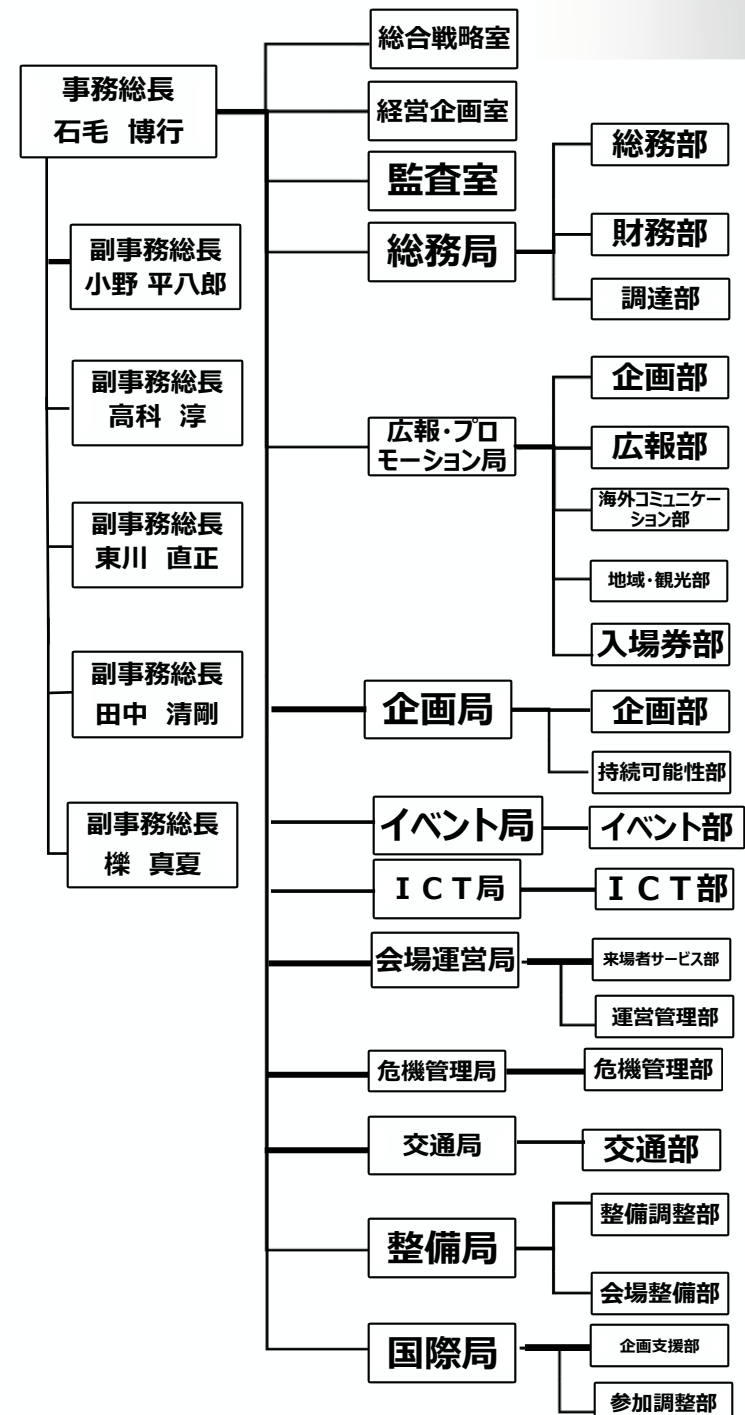 事務総長
石毛 博行
副事務総長
小野 平八郎
副事務総長
高科 淳
副事務総長
東川 直正
副事務総長
田中 清剛
副事務総長
櫟 真夏
総合戦略室
経営企画室
監査室
総務局
総務部
財務部
調達部
広報・プロ
モーション局
企画部
広報部
海外コミュニケー
ション部
地域・観光部
入場券部
企画局
企画部
持続可能性部
イベント局
イベント部
ICT局
ICT部
会場運営局
来場者サービス部
運営管理部
危機管理局
危機管理部
交通局
交通部
整備局
整備調整部
会場整備部
国際局
企画支援部
参加調整部